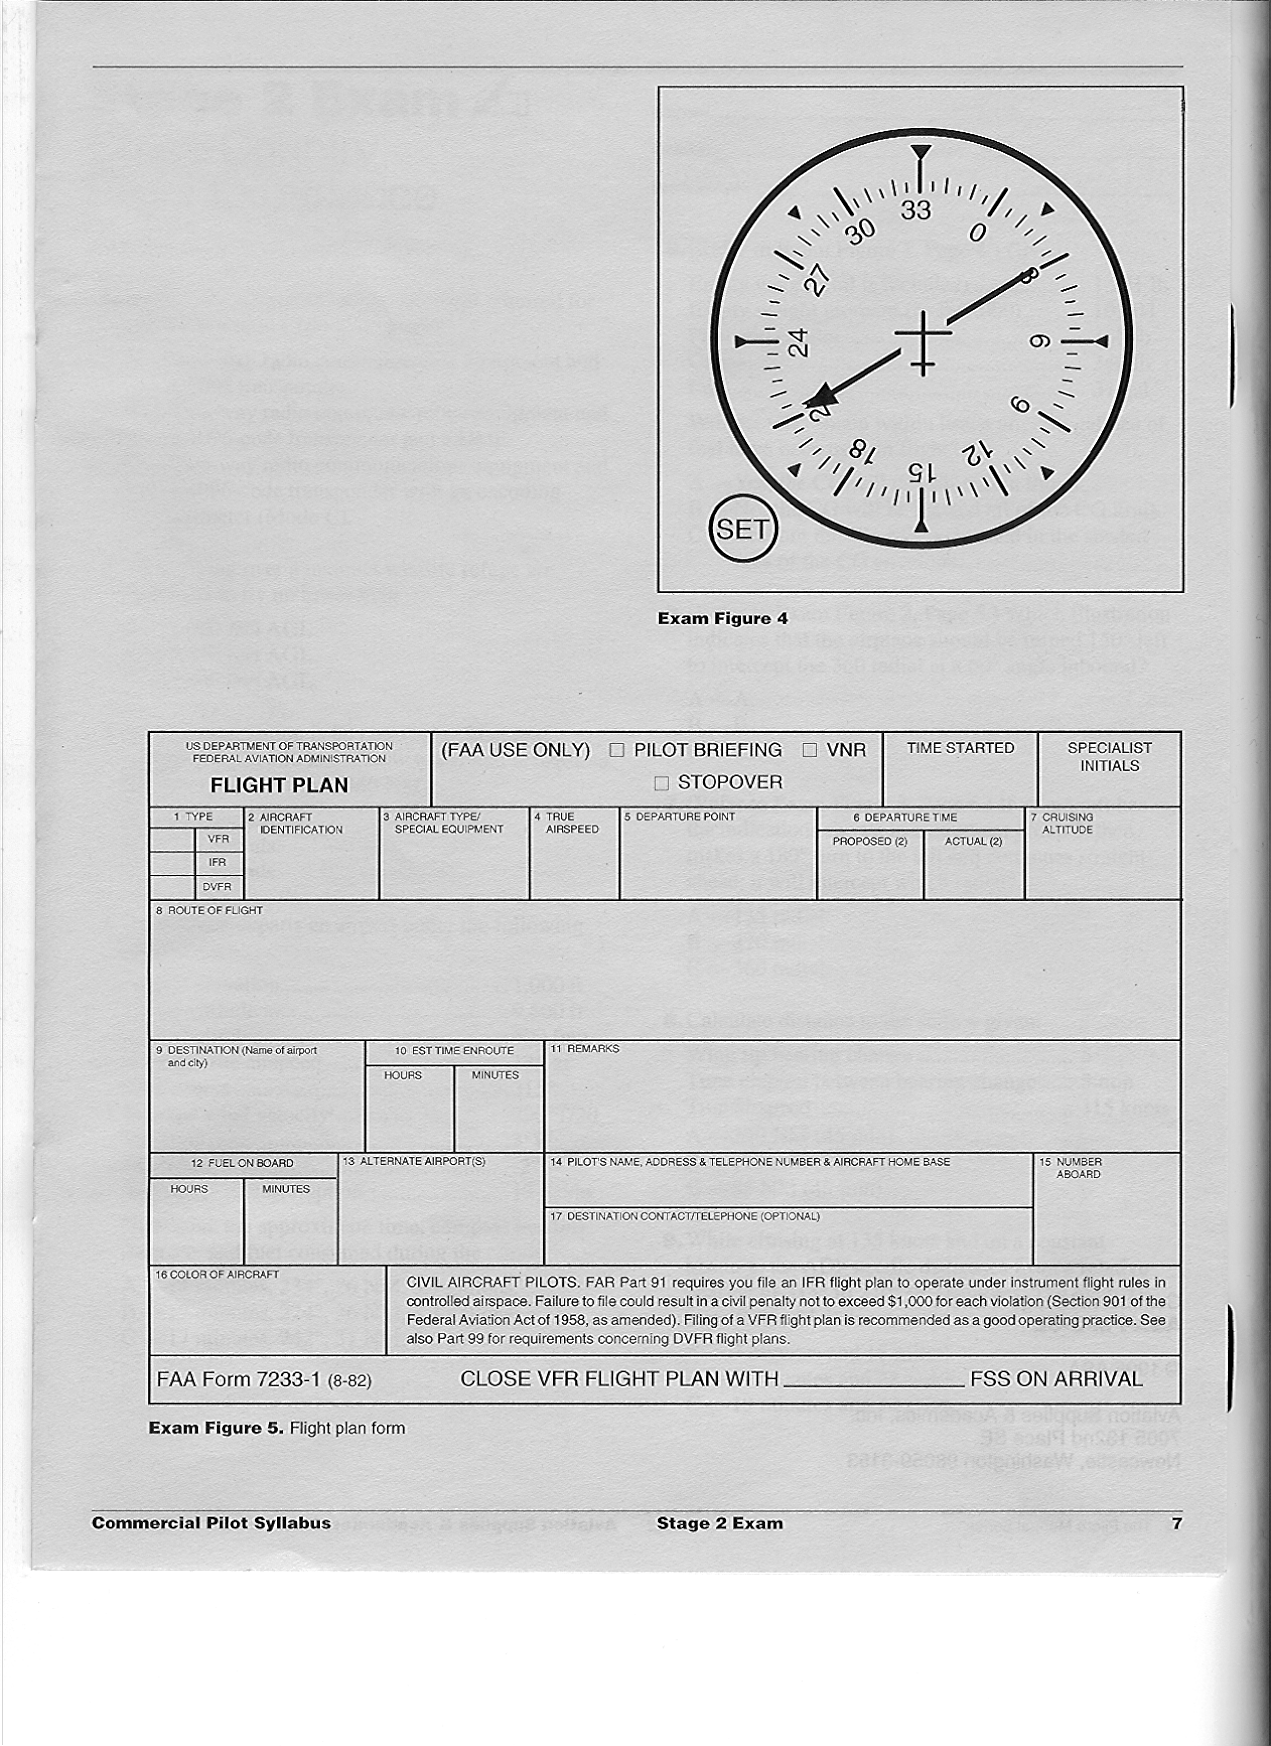 33
30
0
27
3
24
6
21
9
18
15
12
SET
Exam Figure 4
US DEPARTMENT OF TRANSPORTATION
FEDERAL AVIATION ADMINISTRATION
FLIGHT PLAN
(FAA USE ONLY) □ PILOT BRIEFING □ VNR
□ STOPOVER
TIME STARTED
SPECIALIST
INITIALS
1 TYPE
VFR
IFR
DVFR
2 AIRCRAFT
IDENTIFICATION
3 AIRCRAFT TYPE/
SPECIAL EQUIPMENT
4 TRUE
AIRSPEED
5 DEPARTURE POINT
6 DEPARTURE TIME
PROPOSED (2)
ACTUAL (2)
7 CRUISING
ALTITUDE
8 ROUTE OF FLIGHT
9 DESTINATION (Name of airport
and city)
10 EST TIME ENROUTE
HOURS
MINUTES
11 REMARKS
12 FUEL ON BOARD
HOURS
MINUTES
13 ALTERNATE AIRPORT(S)
14 PILOT'S NAME, ADDRESS & TELEPHONE NUMBER & AIRCRAFT HOME BASE
17 DESTINATION CONTACT/TELEPHONE (OPTIONAL)
15 NUMBER
ABOARD
16 COLOR OF AIRCRAFT
CIVIL AIRCRAFT PILOTS. FAR Part 91 requires you file an IFR flight plan to operate under instrument flight rules in
controlled airspace. Failure to file could result in a civil penalty not to exceed $1,000 for each violation (Section 901 of the
Federal Aviation Act of 1958, as amended). Filing of a VFR flight plan is recommended as a good operating practice. See
also Part 99 for requirements concerning DVFR flight plans.
FAA Form 7233-1 (8-82)
CLOSE VFR FLIGHT PLAN WITH ______________ FSS ON ARRIVAL
Exam Figure 5. Flight plan form
Commercial Pilot Syllabus
Stage 2 Exam
7